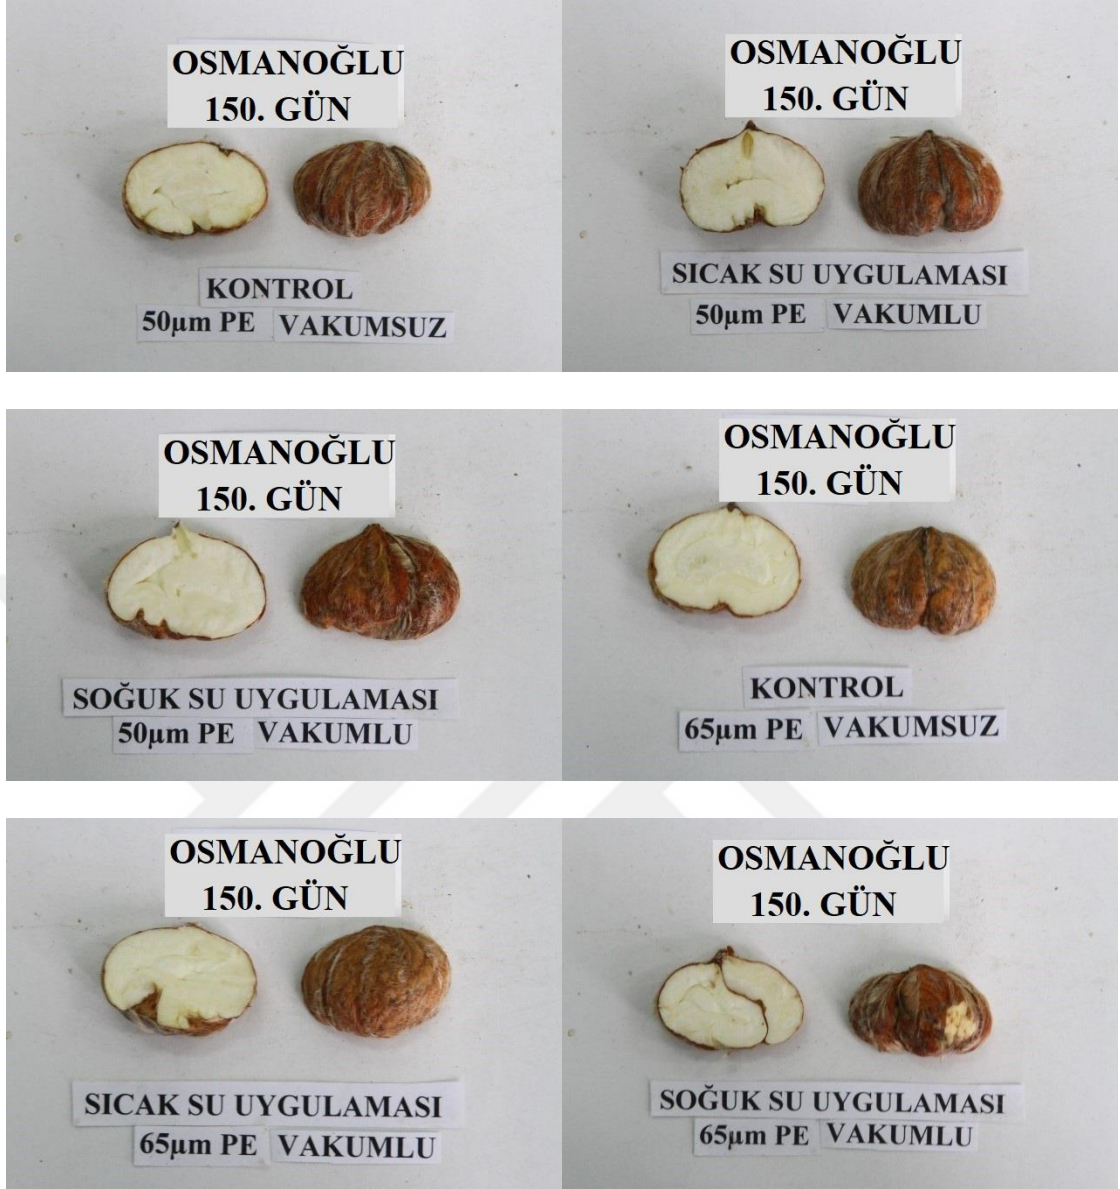 OSMANOĞLU
150. GÜN
KONTROL
50µm PE VAKUMSUZ
OSMANOĞLU
150. GÜN
SICAK SU UYGULAMASI
50µm PE VAKUMLU
OSMANOĞLU
150. GÜN
SOĞUK SU UYGULAMASI
50µm PE VAKUMLU
OSMANOĞLU
150. GÜN
KONTROL
65µm PE VAKUMSUZ
OSMANOĞLU
150. GÜN
SICAK SU UYGULAMASI
65µm PE VAKUMLU
OSMANOĞLU
150. GÜN
SOĞUK SU UYGULAMASI
65µm PE VAKUMLU